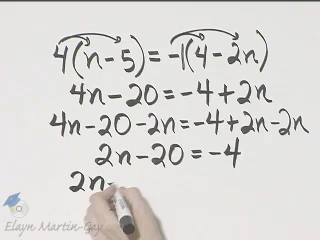 4(n-5)=-1(4-2n)
4n-20=-4+2n
4n-20-2n=-4+2n-2n
2n-20=-4
2n
Elayn Martin-Gay